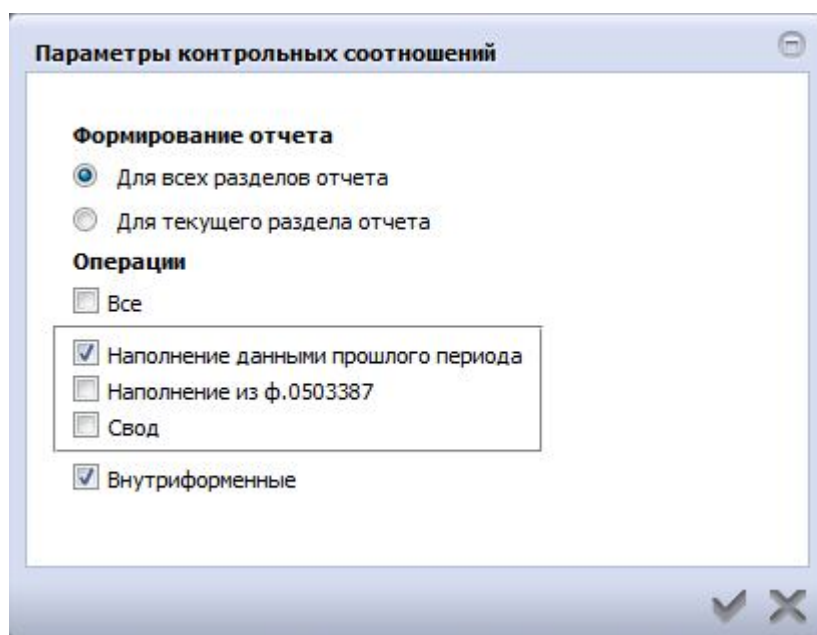 Параметры контрольных соотношений
Формирование отчета
Для всех разделов отчета
Для текущего раздела отчета
Операции
Все
Наполнение данными прошлого периода
Наполнение из ф.0503387
Свод
Внутриформенные